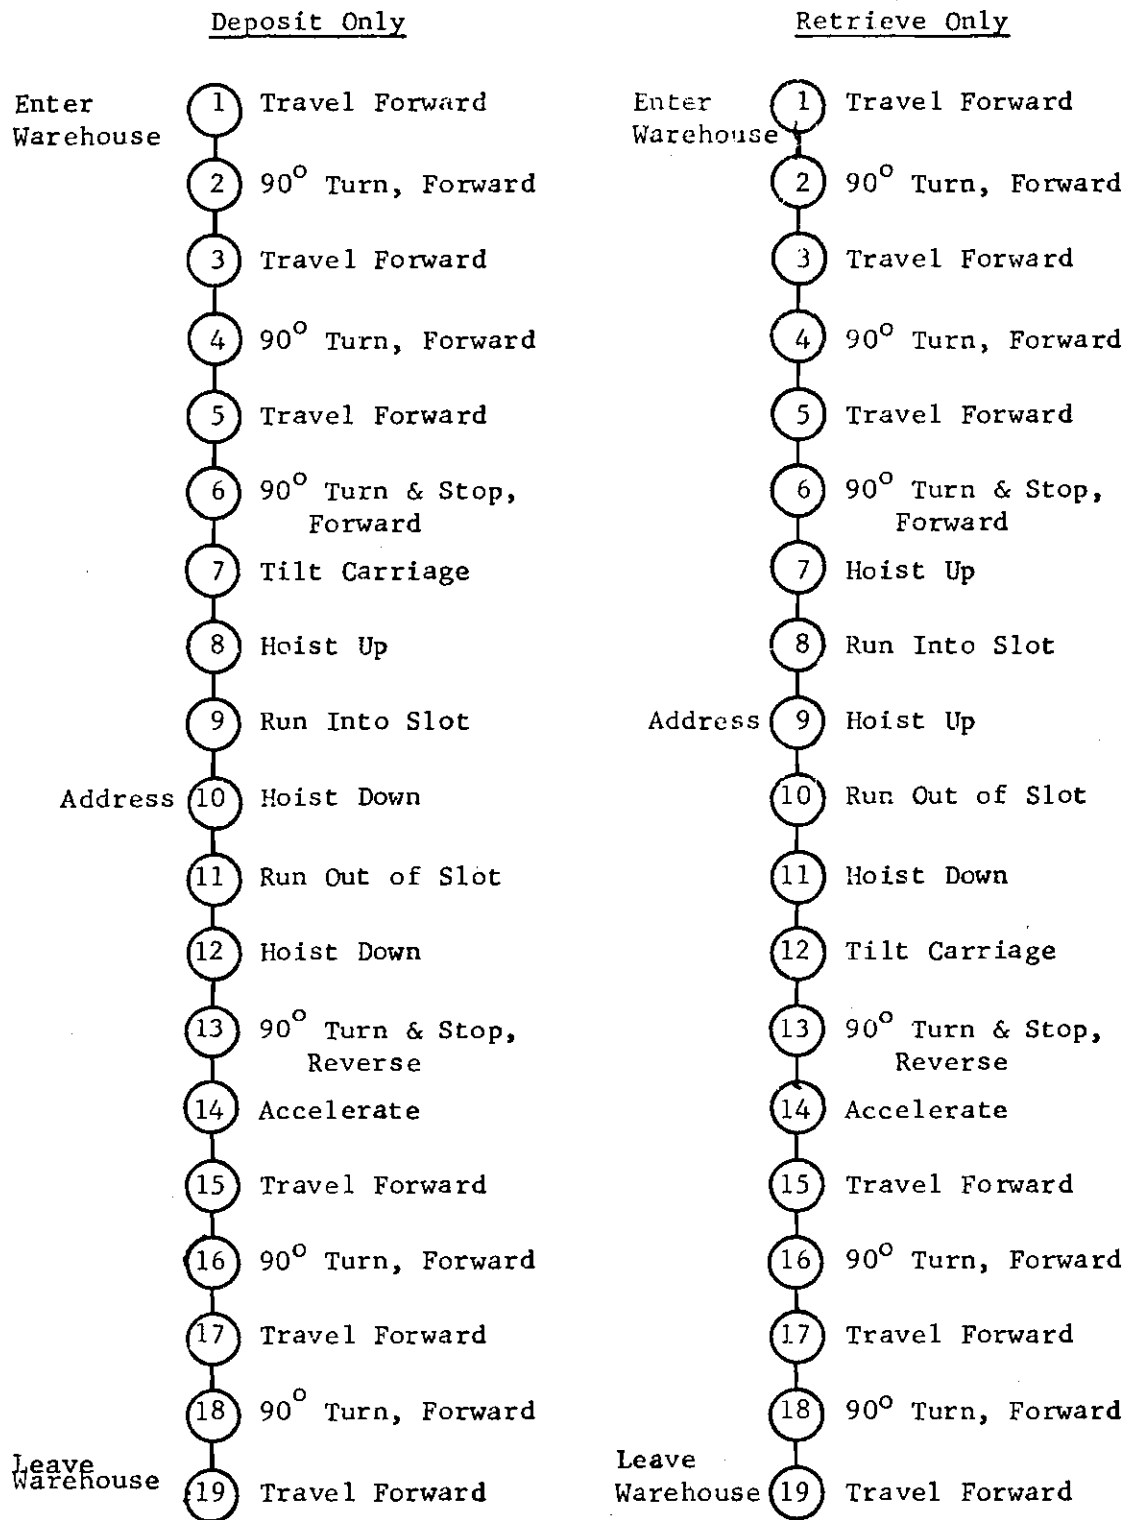 Deposit Only
Enter
Warehouse
1 Travel Forward
2 90° Turn, Forward
3 Travel Forward
4 90° Turn, Forward
5 Travel Forward
6 90° Turn & Stop,
Forward
7 Tilt Carriage
8 Hoist Up
9 Run Into Slot
Address 10 Hoist Down
11 Run Out of Slot
12 Hoist Down
13 90° Turn & Stop,
Reverse
14 Accelerate
15 Travel Forward
16 90° Turn, Forward
17 Travel Forward
18 90° Turn, Forward
Leave
Warehouse
19 Travel Forward
Retrieve Only
Enter
Warehouse
1 Travel Forward
2 90° Turn, Forward
3 Travel Forward
4 90° Turn, Forward
5 Travel Forward
6 90° Turn & Stop,
Forward
7 Hoist Up
8 Run Into Slot
Address 9 Hoist Up
10 Run Out of Slot
11 Hoist Down
12 Tilt Carriage
13 90° Turn & Stop,
Reverse
14 Accelerate
15 Travel Forward
16 90° Turn, Forward
17 Travel Forward
18 90° Turn, Forward
Leave
Warehouse 19 Travel Forward